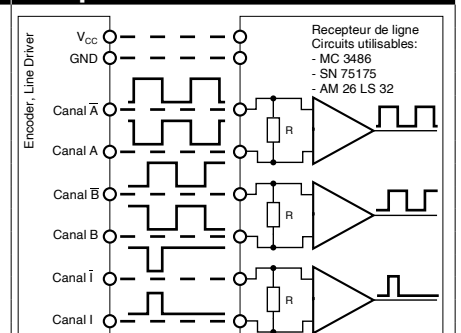 Encoder, Line Driver
V_CC
GND
Canal A̅
Canal A
Canal B̅
Canal B
Canal I̅
Canal I
Recepteur de ligne
Circuits utilisables:
- MC 3486
- SN 75175
- AM 26 LS 32
R
R
R